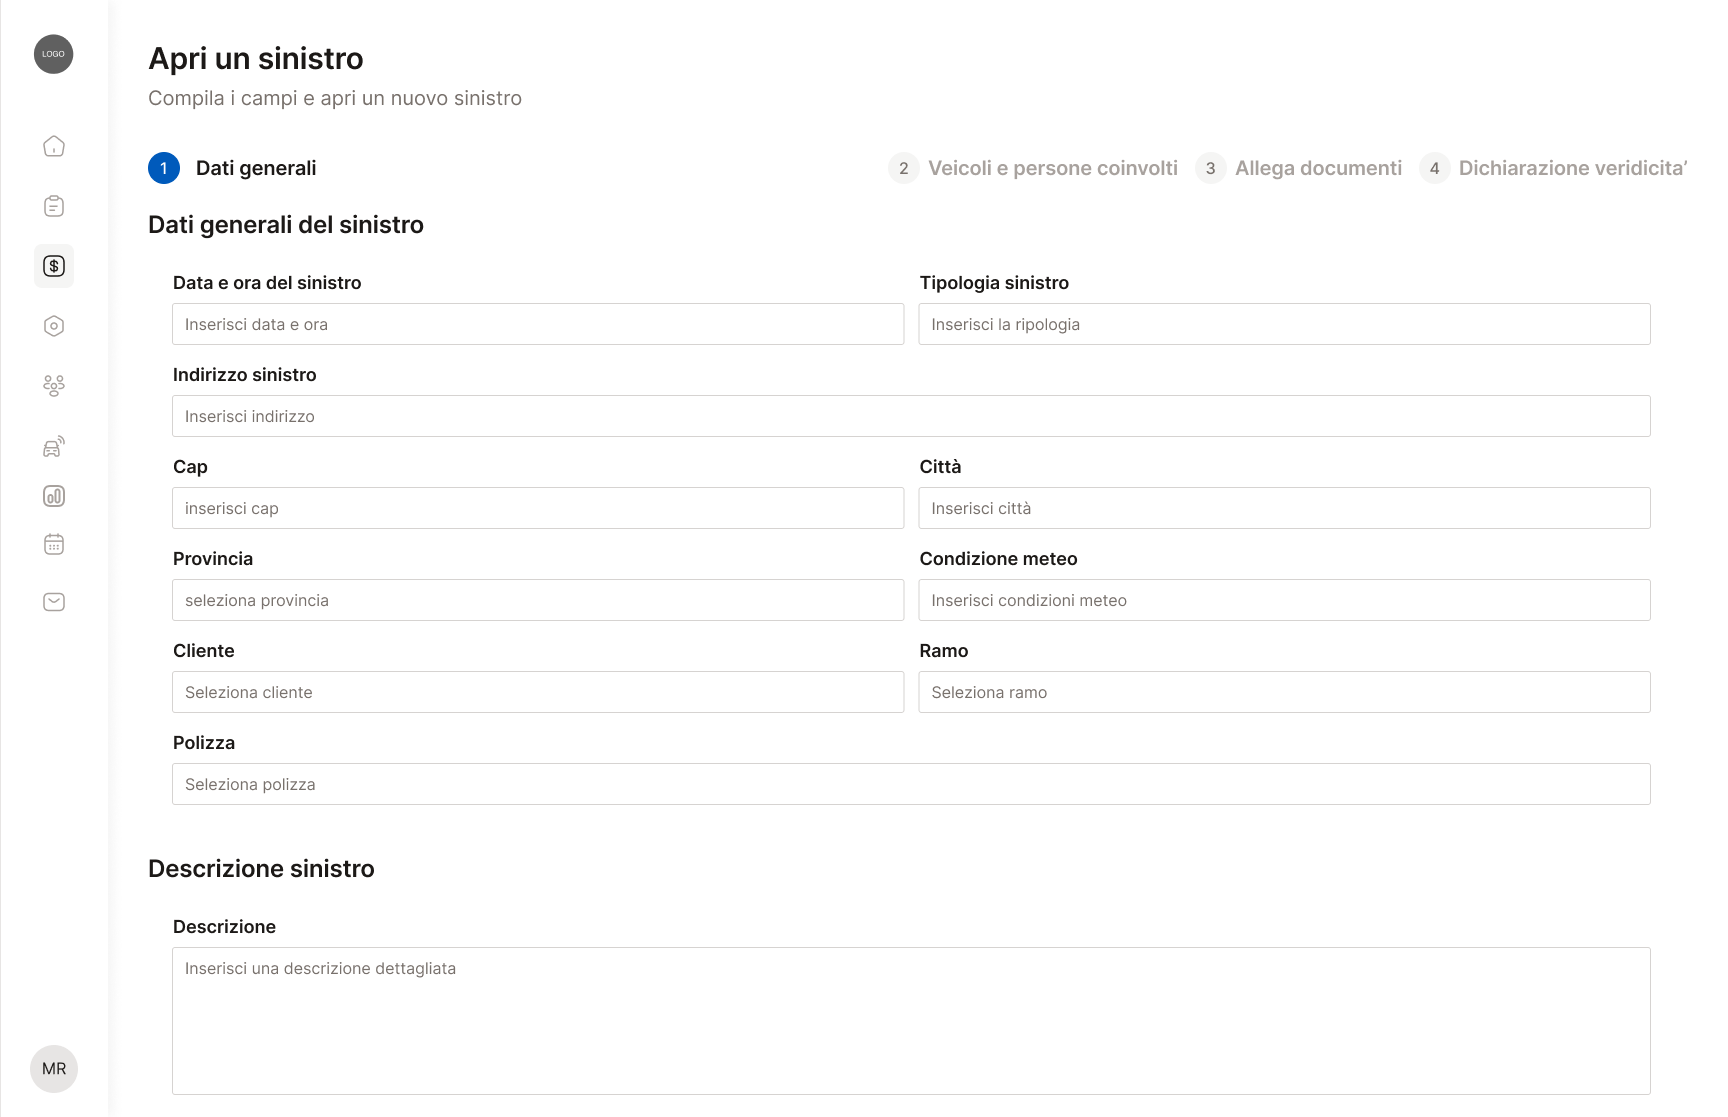 LOGO
Apri un sinistro
Compila i campi e apri un nuovo sinistro
1 Dati generali 2 Veicoli e persone coinvolti 3 Allega documenti 4 Dichiarazione veridicita’
Dati generali del sinistro
Data e ora del sinistro Tipologia sinistro
Inserisci data e ora Inserisci la ripologia
Indirizzo sinistro
Inserisci indirizzo
Cap Città
inserisci cap Inserisci città
Provincia Condizione meteo
seleziona provincia Inserisci condizioni meteo
Cliente Ramo
Seleziona cliente Seleziona ramo
Polizza
Seleziona polizza
Descrizione sinistro
Descrizione
Inserisci una descrizione dettagliata
MR